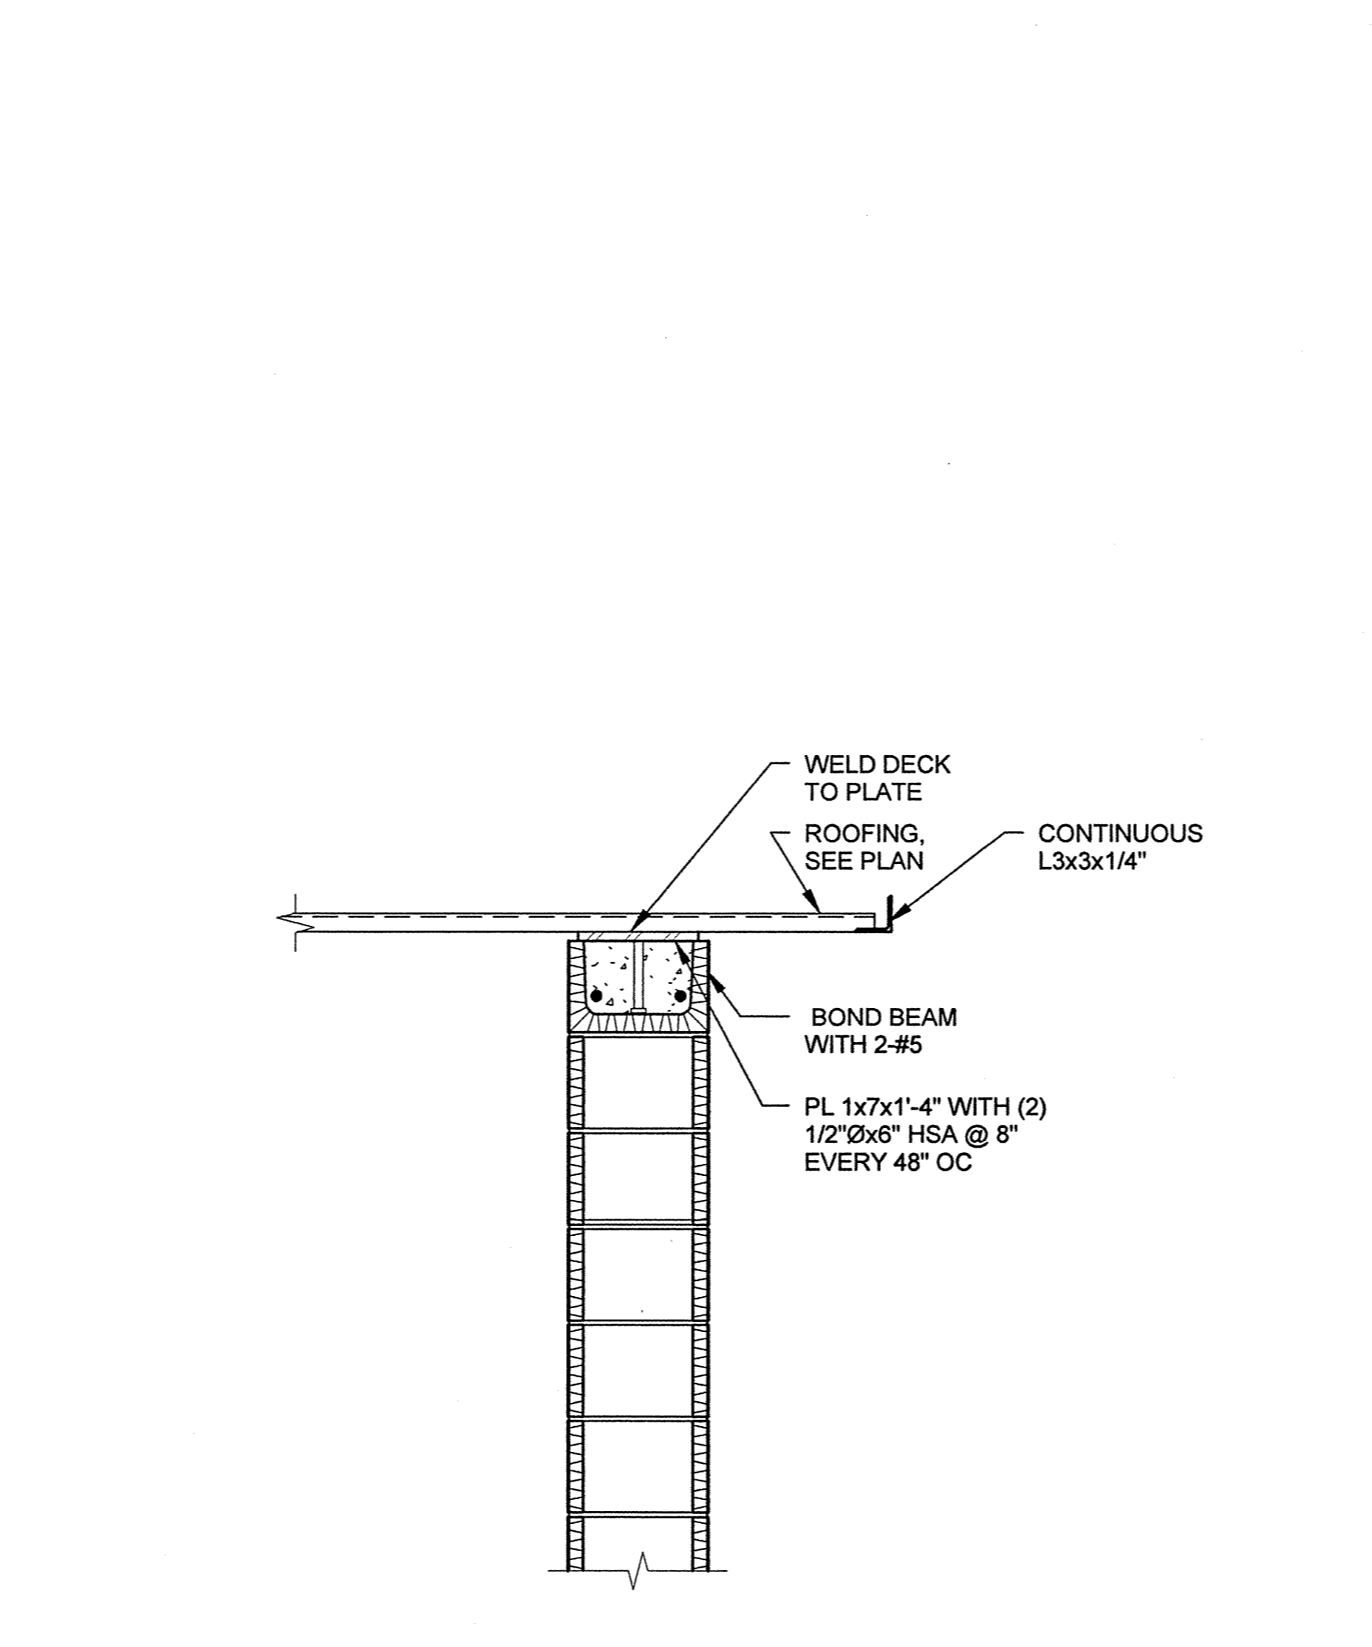 WELD DECK
TO PLATE
ROOFING,
SEE PLAN
CONTINUOUS
L3x3x1/4"
BOND BEAM
WITH 2-#5
PL 1x7x1'-4" WITH (2)
1/2"Øx6" HSA @ 8"
EVERY 48" OC